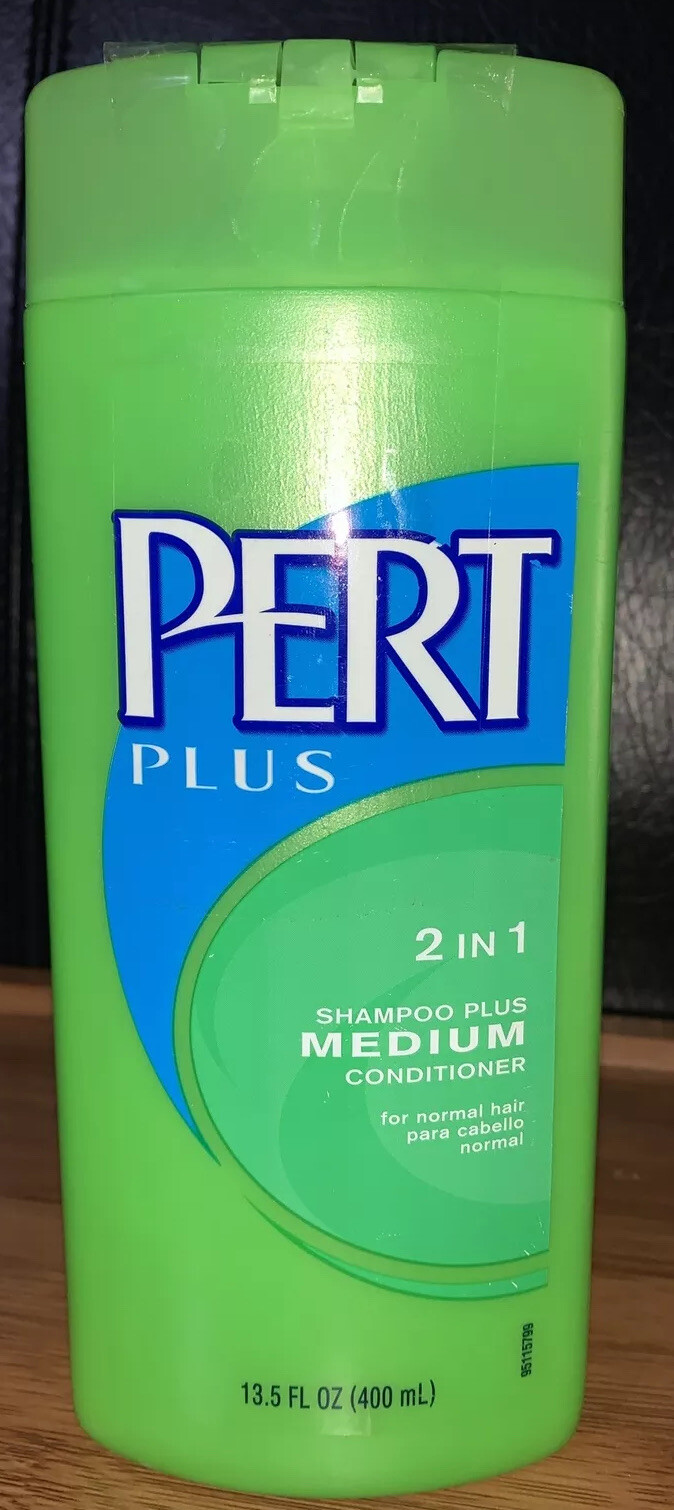 PERT
PLUS
2 IN 1
SHAMPOO PLUS
MEDIUM
CONDITIONER
for normal hair
para cabello
normal
95115799
13.5 FL OZ (400 mL)